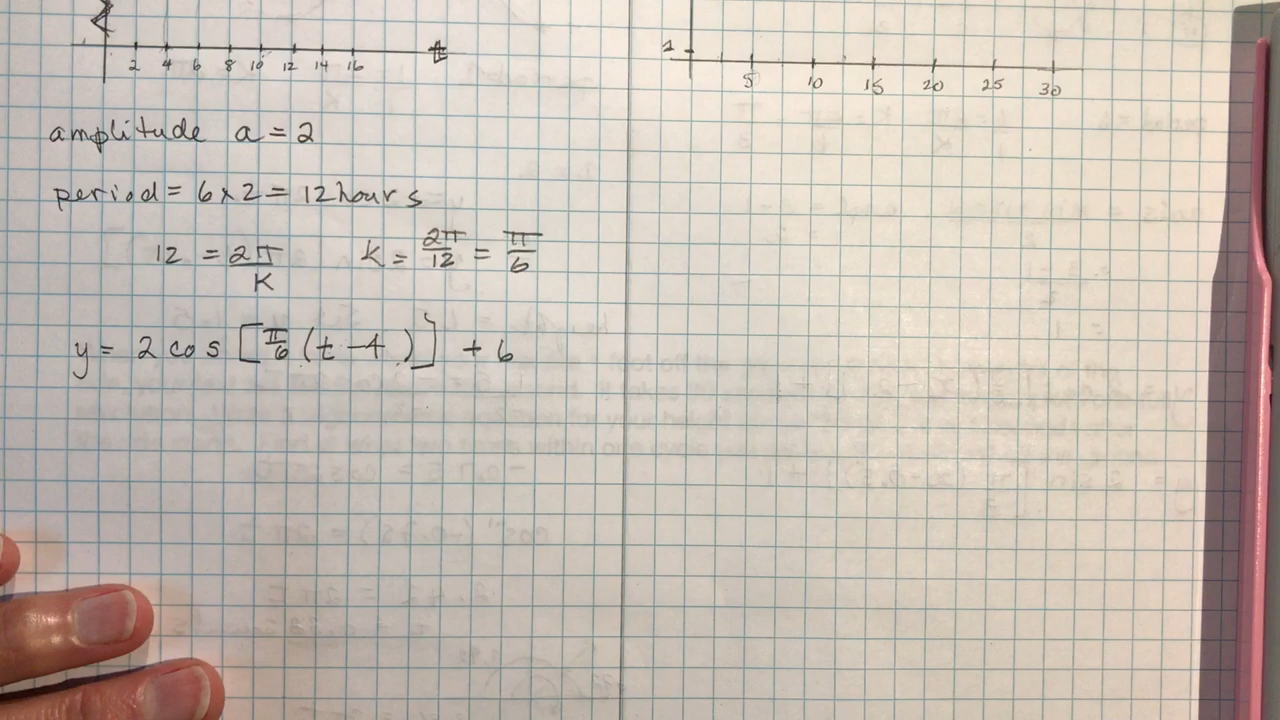 2 4 6 8 10 12 14 16 t
amplitude a = 2
period = 6 x 2 = 12 hours
12 = 2π/K k = 2π/12 = π/6
y = 2 cos [π/6 (t - 4)] + 6
1
5 10 15 20 25 30